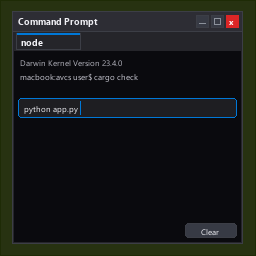 Command Prompt
node
Darwin Kernel Version 23.4.0
macbook:avcs user$ cargo check
python app.py
Clear